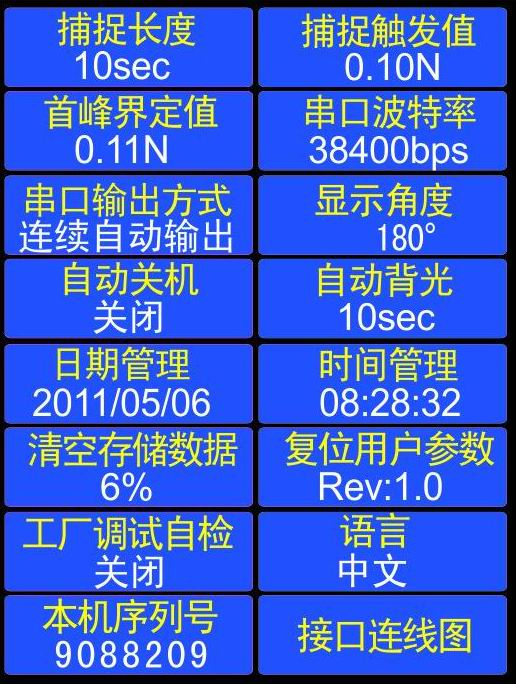 捕捉长度
10sec
捕捉触发值
0.10N
首峰界定值
0.11N
串口波特率
38400bps
串口输出方式
连续自动输出
显示角度
180°
自动关机
关闭
自动背光
10sec
日期管理
2011/05/06
时间管理
08:28:32
清空存储数据
6%
复位用户参数
Rev:1.0
工厂调试自检
关闭
语言
中文
本机序列号
9088209
接口连线图